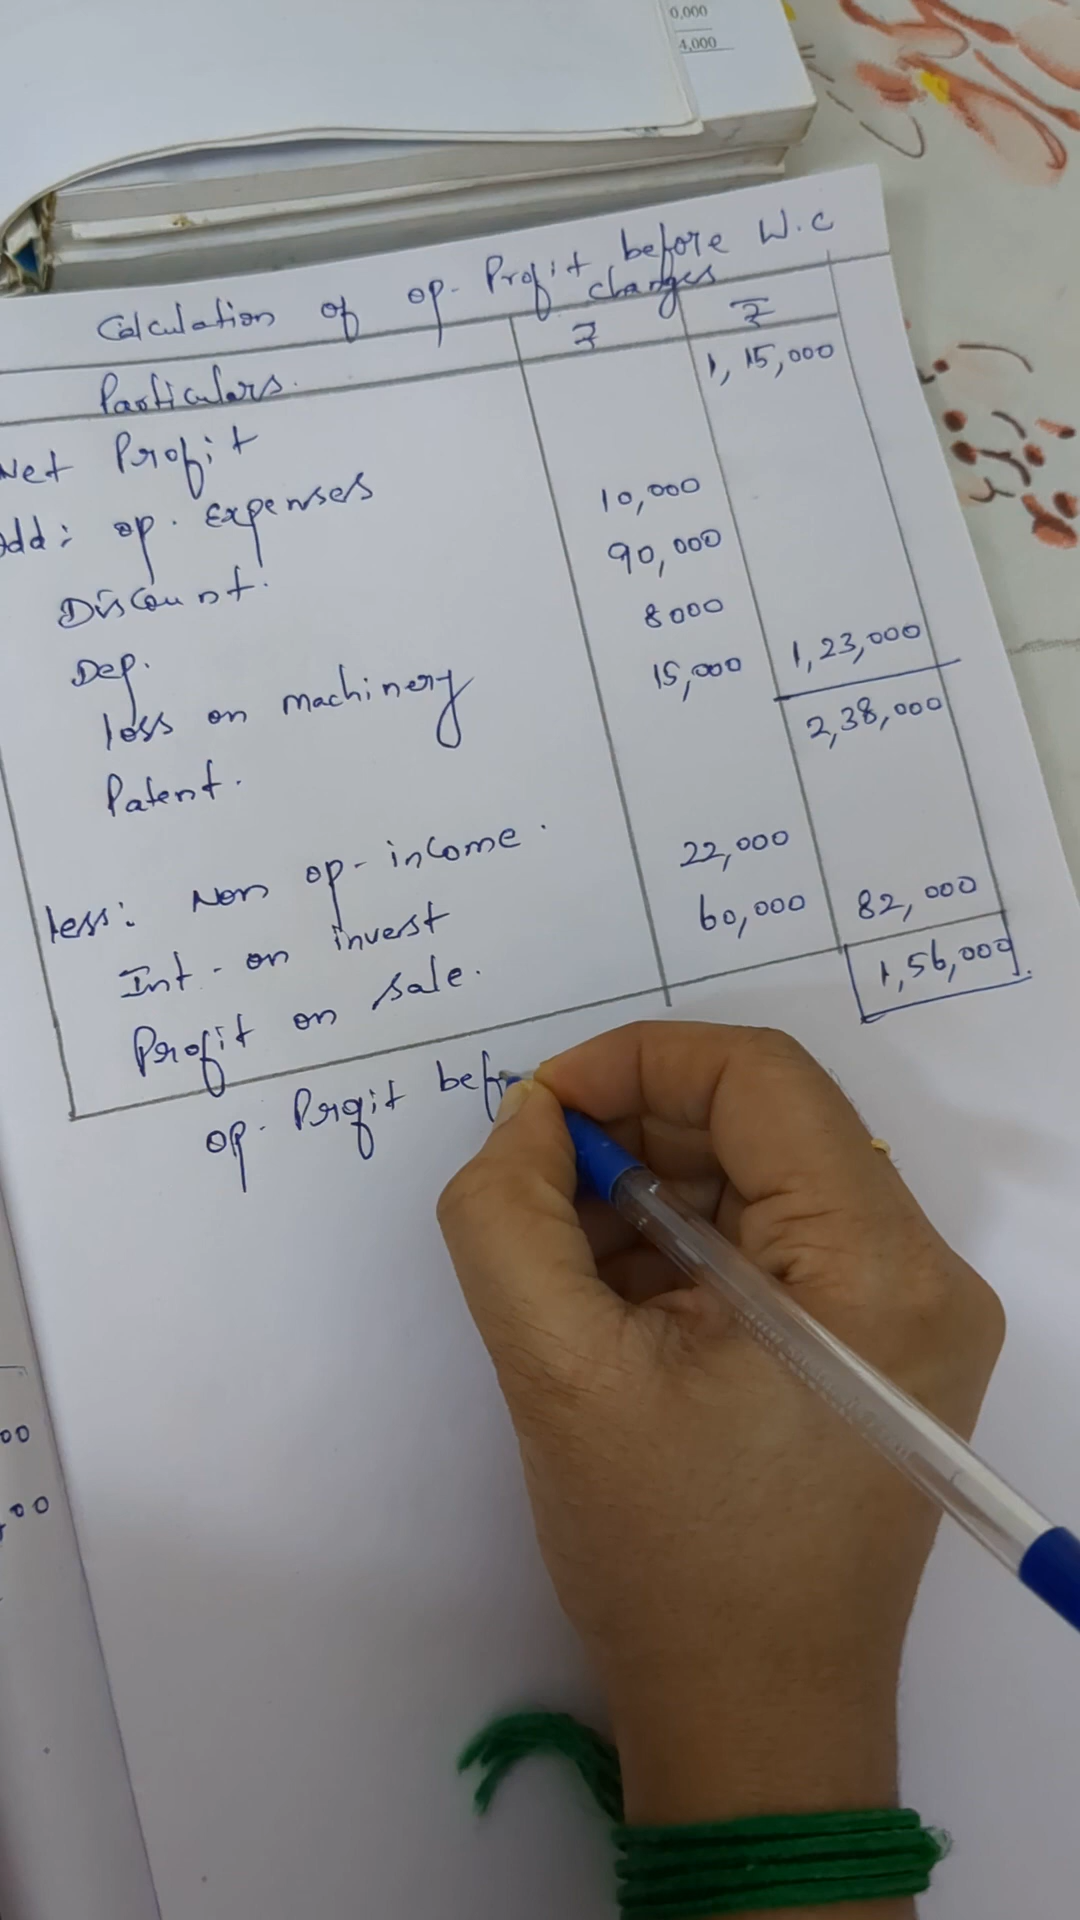 0,000
4,000
Calculation of op. Profit before W.C
changes
Particulars. ₹ ₹
Net Profit 1,15,000
Add: op. Expenses
Discount. 10,000
Dep. 90,000
loss on machinery 8000
Patent. 15,000 1,23,000
2,38,000
less: Non op-income.
Int. on invest 22,000
Profit on sale. 60,000 82,000
op. Profit bef 1,56,000
00
00